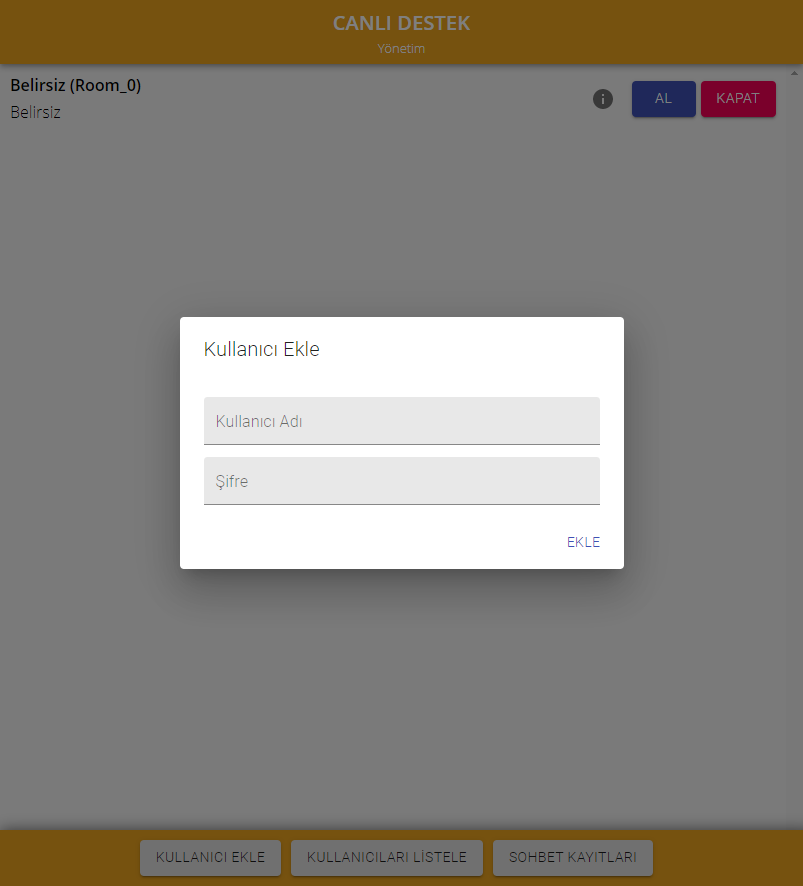 CANLI DESTEK
Yönetim
Belirsiz (Room_0)
Belirsiz
AL
KAPAT
Kullanıcı Ekle
Kullanıcı Adı
Şifre
EKLE
KULLANICI EKLE
KULLANICILARI LİSTELE
SOHBET KAYITLARI